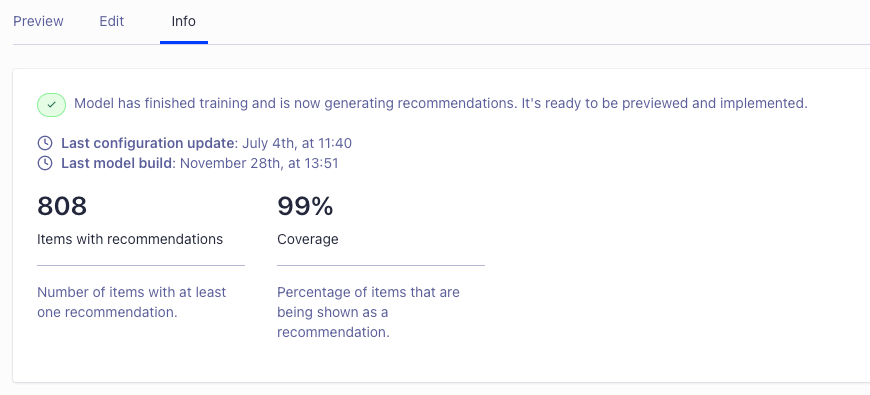 Preview Edit Info
Model has finished training and is now generating recommendations. It's ready to be previewed and implemented.
Last configuration update: July 4th, at 11:40
Last model build: November 28th, at 13:51
808 99%
Items with recommendations Coverage
Number of items with at least Percentage of items that are
one recommendation. being shown as a
recommendation.